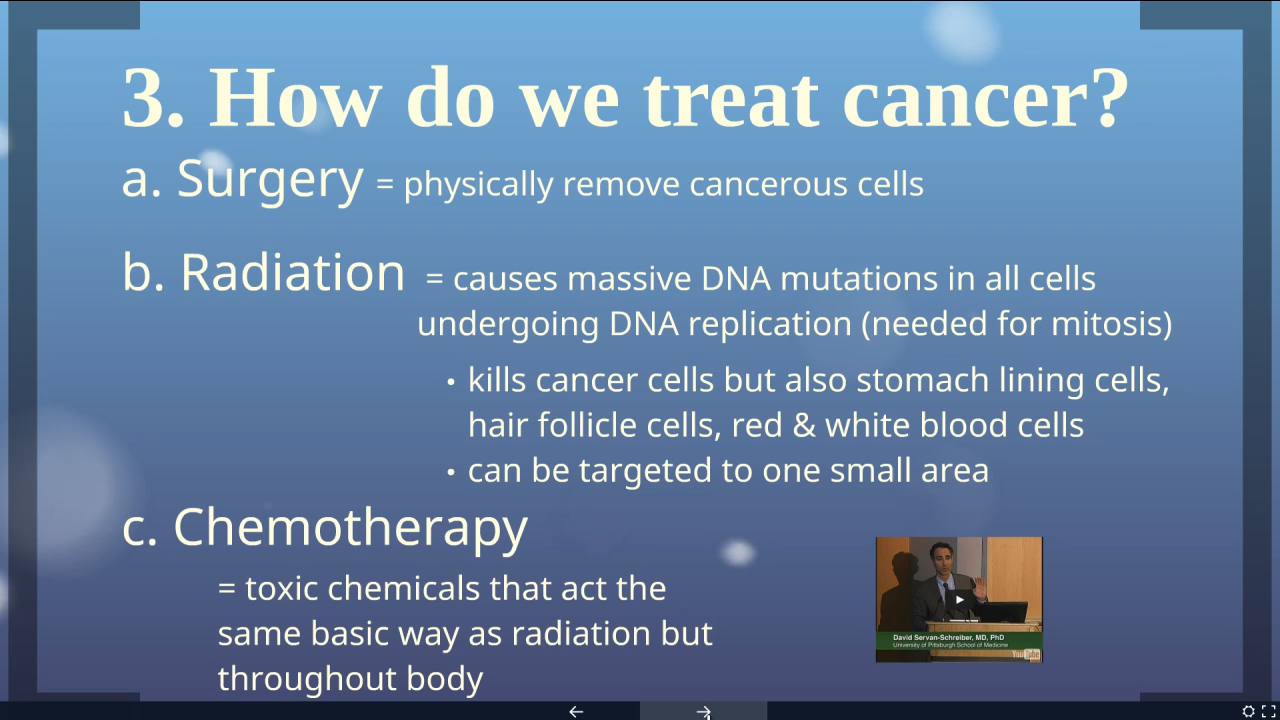 3. How do we treat cancer?
a. Surgery = physically remove cancerous cells
b. Radiation = causes massive DNA mutations in all cells
undergoing DNA replication (needed for mitosis)
• kills cancer cells but also stomach lining cells,
hair follicle cells, red & white blood cells
• can be targeted to one small area
c. Chemotherapy
= toxic chemicals that act the
same basic way as radiation but
throughout body
David Servan-Schreiber, MD, PhD
University of Pittsburgh School of Medicine
YouTube